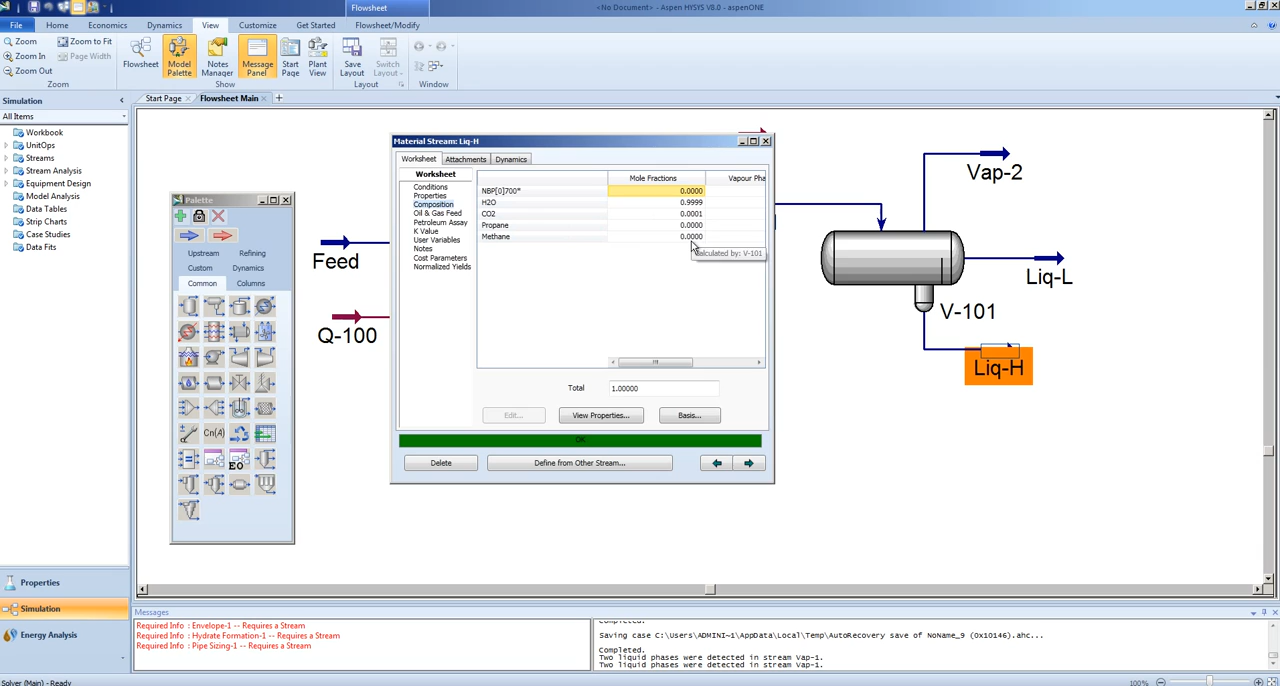 Flowsheet
<No Document> - Aspen HYSYS V8.0 - aspenONE
File Home Economics Dynamics View Customize Get Started Flowsheet/Modify
Zoom
Zoom In
Zoom Out
Zoom to Fit
Page Width
Zoom
Flowsheet
Model Palette
Notes Manager
Message Panel
Start Page
Plant View
Show
Save Layout
Switch Layout
Layout
Window
Simulation
All Items
Workbook
UnitOps
Streams
Stream Analysis
Equipment Design
Model Analysis
Data Tables
Strip Charts
Case Studies
Data Fits
Properties
Simulation
Energy Analysis
Start Page Flowsheet Main
Palette
Upstream Refining
Custom Dynamics
Common Columns
Cn(A)
EO
Feed
Q-100
Material Stream: Liq-H
Worksheet Attachments Dynamics
Worksheet
Conditions
Properties
Composition
Oil & Gas Feed
Petroleum Assay
K Value
User Variables
Notes
Cost Parameters
Normalized Yields
Mole Fractions Vapour Pha
NBP[0]700* 0.0000
H2O 0.9999
CO2 0.0001
Propane 0.0000
Methane 0.0000
Calculated by: V-101
Total 1.00000
Edit... View Properties... Basis...
OK
Delete Define from Other Stream...
Vap-2
Liq-L
V-101
Liq-H
Messages
Required Info : Envelope-1 -- Requires a Stream
Required Info : Hydrate Formation-1 -- Requires a Stream
Required Info : Pipe Sizing-1 -- Requires a Stream
Completed.
Saving case C:\Users\ADMINI~1\AppData\Local\Temp\AutoRecovery save of NoName_9 (0x10146).ahc...
Completed.
Two liquid phases were detected in stream Vap-1.
Two liquid phases were detected in stream Vap-1.
Solver (Main) - Ready
100%